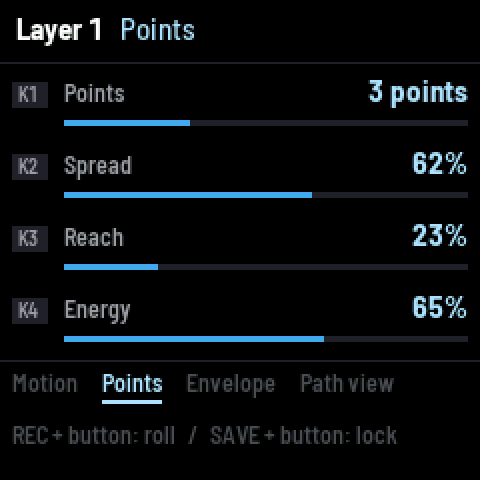 Layer 1 Points
K1 Points 3 points
K2 Spread 62%
K3 Reach 23%
K4 Energy 65%
Motion Points Envelope Path view
REC+ button: roll / SAVE+ button: lock